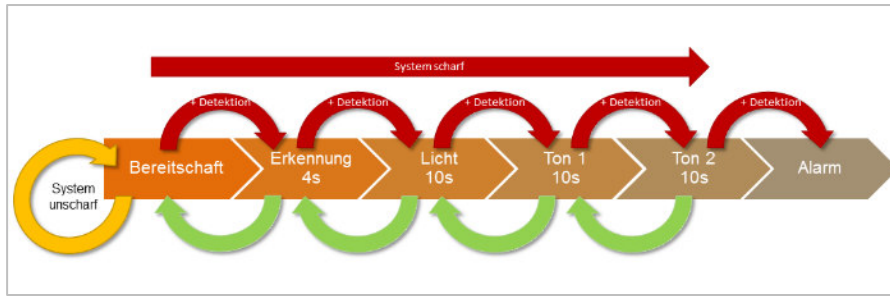 System scharf
+ Detektion
+ Detektion
+ Detektion
+ Detektion
+ Detektion
System
unscharf
Bereitschaft
Erkennung
4s
Licht
10s
Ton 1
10s
Ton 2
10s
Alarm